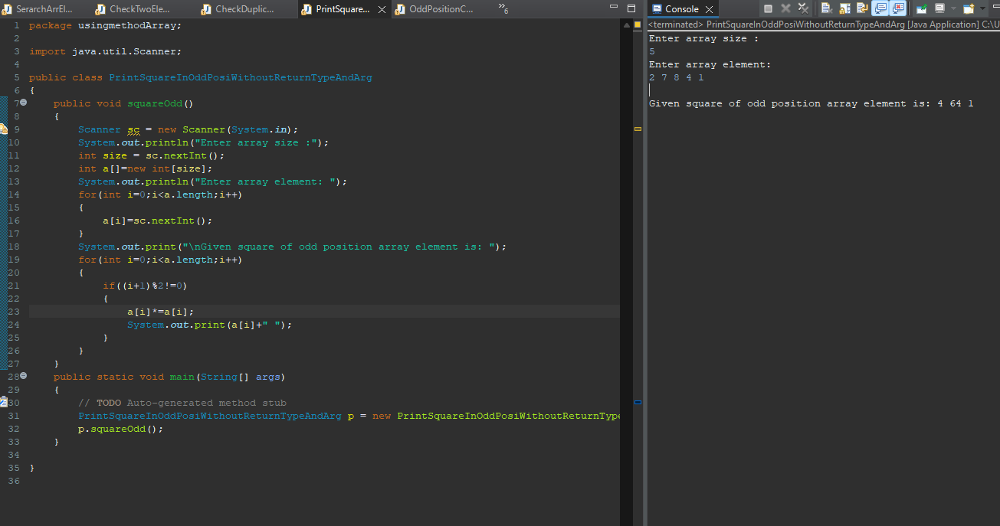 SerarchArrEl...
CheckTwoEle...
CheckDuplic...
PrintSquare...
OddPositionC...
»6
1 package usingmethodArray;
2
3 import java.util.Scanner;
4
5 public class PrintSquareInOddPosiWithoutReturnTypeAndArg
6 {
7 public void squareOdd()
8 {
9 Scanner sc = new Scanner(System.in);
10 System.out.println("Enter array size :");
11 int size = sc.nextInt();
12 int a[]=new int[size];
13 System.out.println("Enter array element: ");
14 for(int i=0;i<a.length;i++)
15 {
16 a[i]=sc.nextInt();
17 }
18 System.out.print("\nGiven square of odd position array element is: ");
19 for(int i=0;i<a.length;i++)
20 {
21 if((i+1)%2!=0)
22 {
23 a[i]*=a[i];
24 System.out.print(a[i]+" ");
25 }
26 }
27 }
28 public static void main(String[] args)
29 {
30 // TODO Auto-generated method stub
31 PrintSquareInOddPosiWithoutReturnTypeAndArg p = new PrintSquareInOddPosiWithoutReturnType
32 p.squareOdd();
33 }
34
35 }
36
Console
<terminated> PrintSquareInOddPosiWithoutReturnTypeAndArg [Java Application] C:\U
Enter array size :
5
Enter array element:
2 7 8 4 1
Given square of odd position array element is: 4 64 1